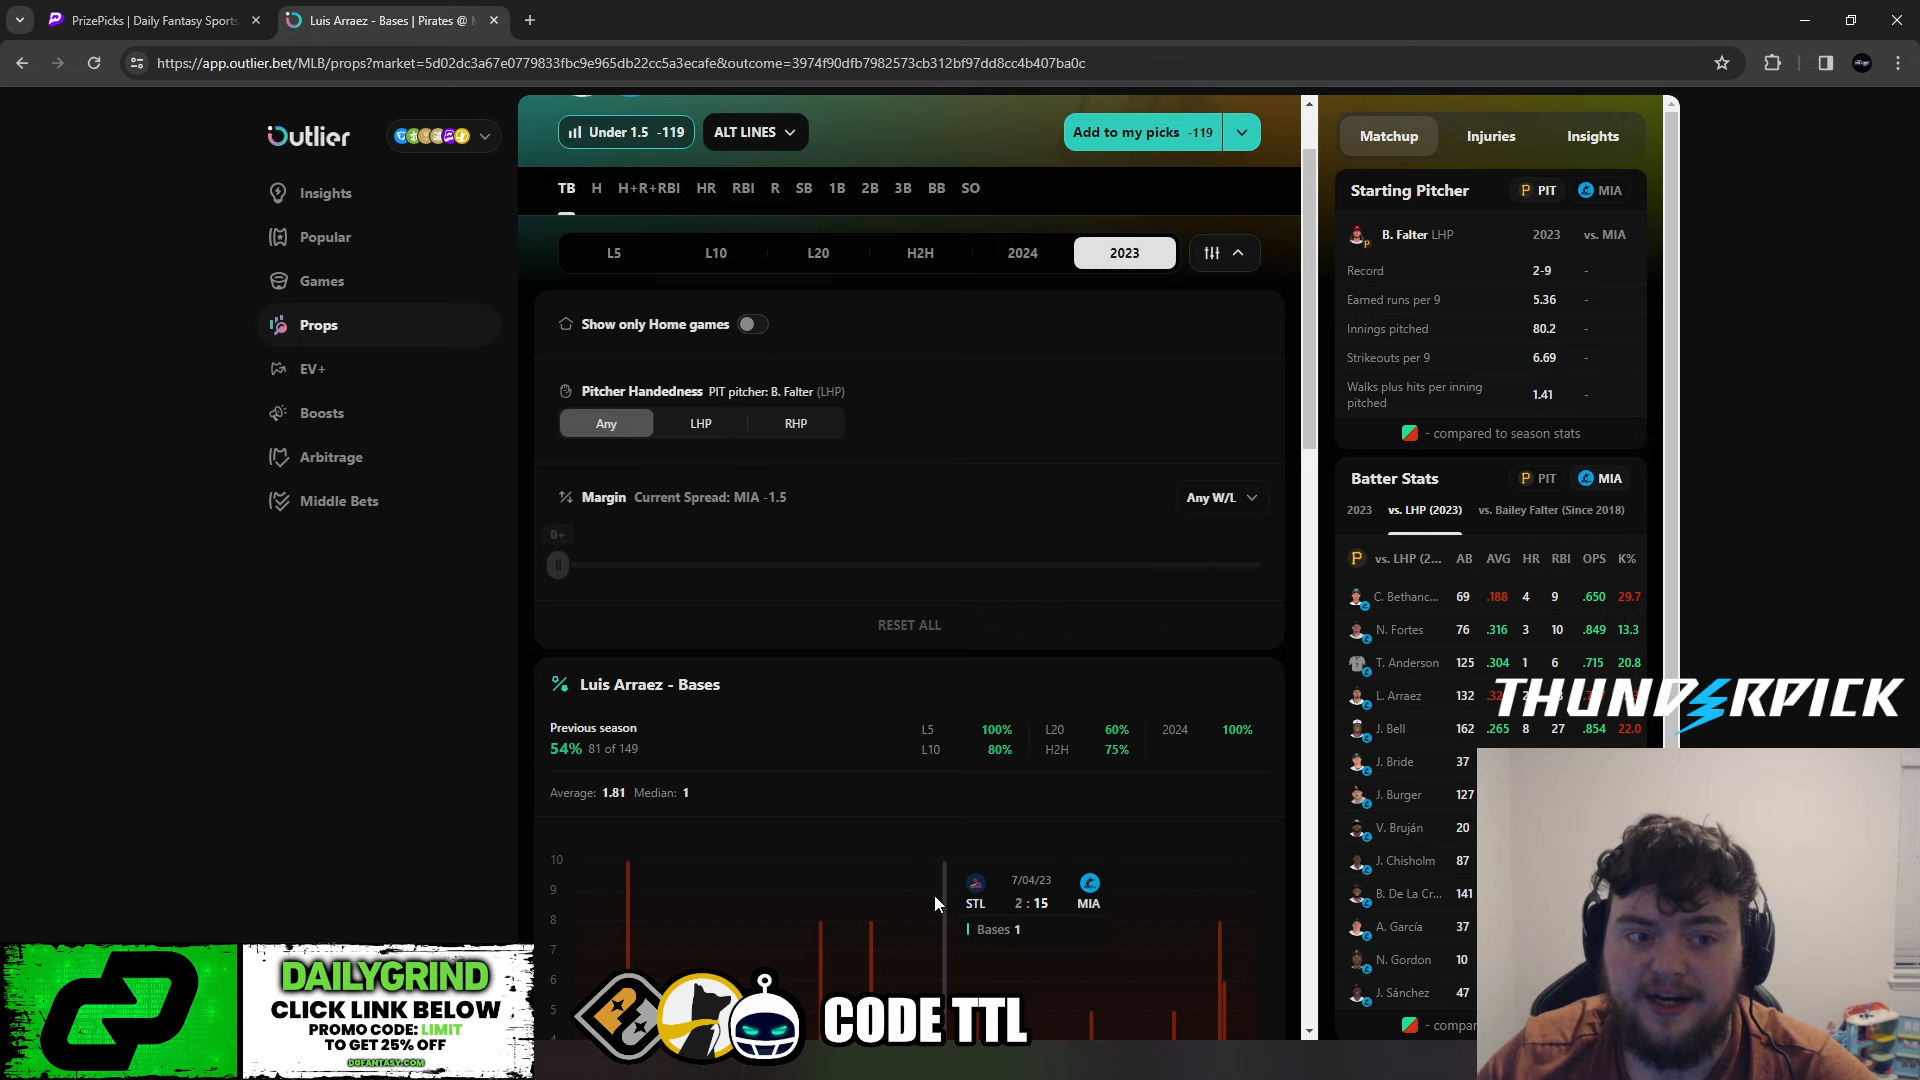 PrizePicks | Daily Fantasy Sports
Luis Arraez - Bases | Pirates @
https://app.outlier.bet/MLB/props?market=5d02dc3a67e0779833fbc9e965db22cc5a3ecafe&outcome=3974f90dfb7982573cb312bf97dd8cc4b407ba0c
Outlier
Insights
Popular
Games
Props
EV+
Boosts
Arbitrage
Middle Bets
Under 1.5 -119
ALT LINES
Add to my picks -119
TB H H+R+RBI HR RBI R SB 1B 2B 3B BB SO
L5 L10 L20 H2H 2024 2023
Show only Home games
Pitcher Handedness PIT pitcher: B. Falter (LHP)
Any LHP RHP
Margin Current Spread: MIA -1.5
Any W/L
0+
RESET ALL
Luis Arraez - Bases
Previous season
54% 81 of 149
L5 100% L20 60% 2024 100%
L10 80% H2H 75%
Average: 1.81 Median: 1
10
9
8
7
6
5
4
7/04/23
STL 2 : 15 MIA
Bases 1
Matchup Injuries Insights
Starting Pitcher PIT MIA
B. Falter LHP 2023 vs. MIA
Record 2-9 -
Earned runs per 9 5.36 -
Innings pitched 80.2 -
Strikeouts per 9 6.69 -
Walks plus hits per inning
pitched 1.41 -
- compared to season stats
Batter Stats PIT MIA
2023 vs. LHP (2023) vs. Bailey Falter (Since 2018)
P vs. LHP (2... AB AVG HR RBI OPS K%
C. Bethanc... 69 .188 4 9 .650 29.7
N. Fortes 76 .316 3 10 .849 13.3
T. Anderson 125 .304 1 6 .715 20.8
L. Arraez 132
J. Bell 162 .265 8 27 .854 22.0
J. Bride 37
J. Burger 127
V. Bruján 20
J. Chisholm 87
B. De La Cr... 141
A. García 37
N. Gordon 10
J. Sánchez 47
- compar
THUNDERPICK
DAILYGRIND
CLICK LINK BELOW
PROMO CODE: LIMIT
TO GET 25% OFF
DGFANTASY.COM
CODE TTL